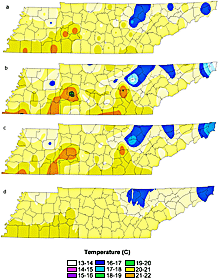 a
b
c
d
Temperature (C)
13-14 16-17 19-20
14-15 17-18 20-21
15-16 18-19 21-22